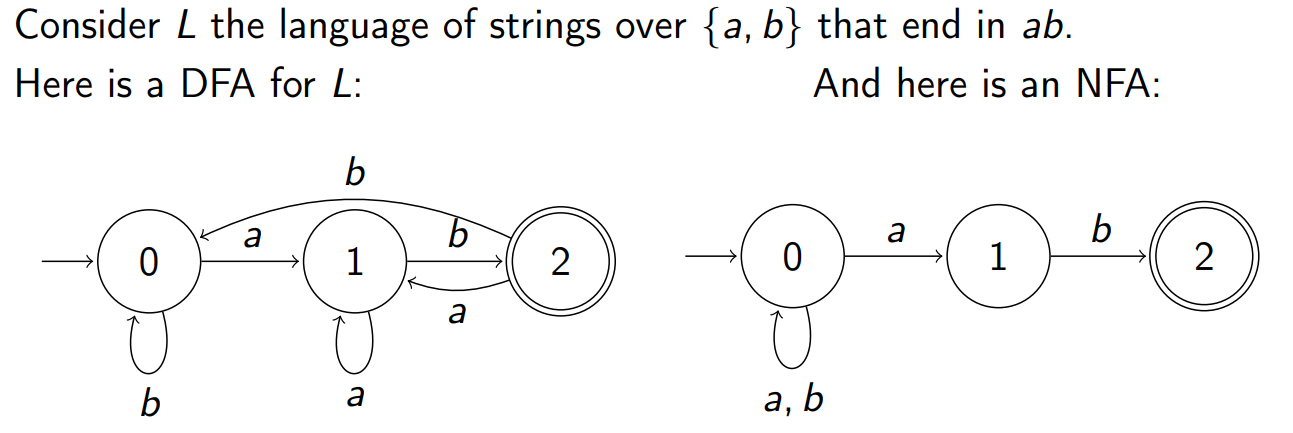 Consider L the language of strings over {a, b} that end in ab.
Here is a DFA for L: And here is an NFA:
b
a b a b
0 1 2 0 1 2
a
b a a, b